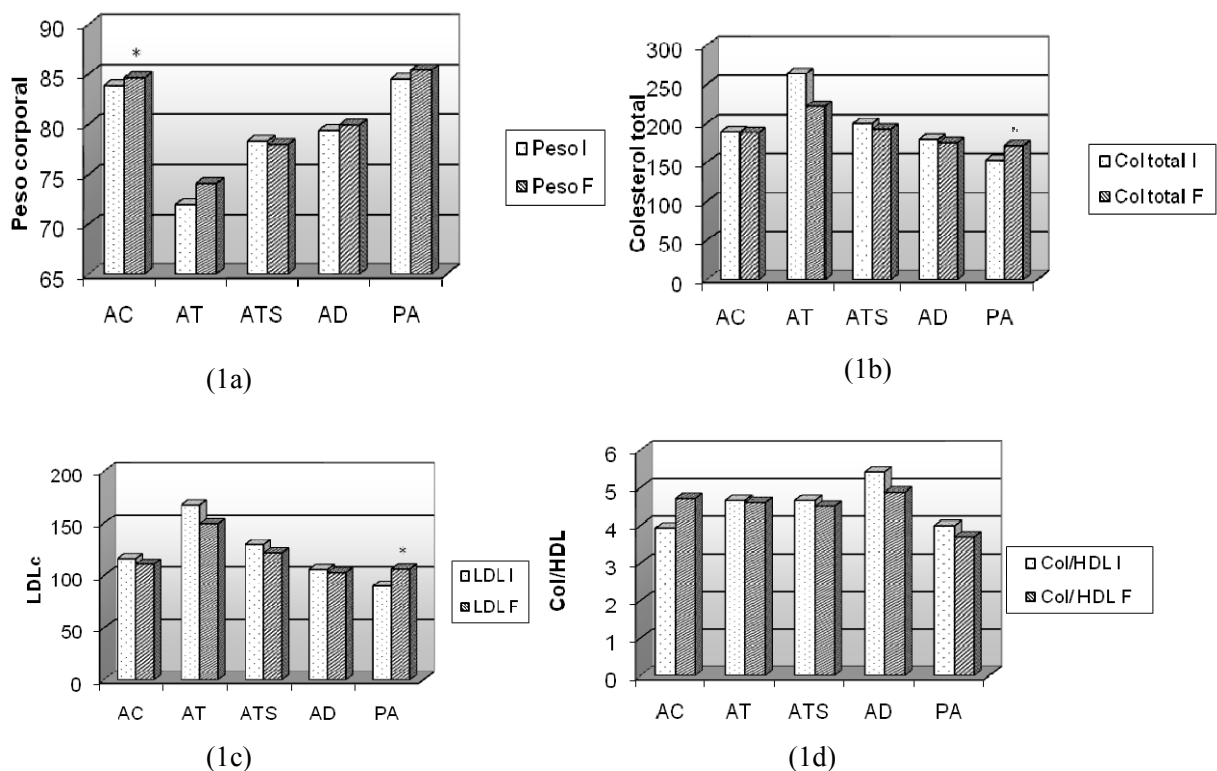 Peso corporal
90
85
80
75
70
65
*
AC AT ATS AD PA
Peso I
Peso F
(1a)
Colesterol total
300
250
200
150
100
50
0
AC AT ATS AD PA
Col total I
Col total F
(1b)
LDLc
200
150
100
50
0
*
AC AT ATS AD PA
LDL I
LDL F
(1c)
Col/HDL
6
5
4
3
2
1
0
AC AT ATS AD PA
Col/HDL I
Col/HDL F
(1d)